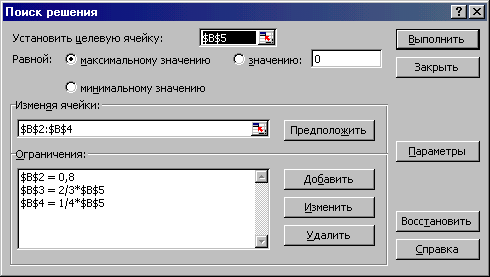 Поиск решения
Установить целевую ячейку: $B$5
Равной: максимальному значению значению: 0
минимальному значению
Изменяя ячейки:
$B$2:$B$4
Предположить
Ограничения:
$B$2 = 0,8
$B$3 = 2/3*$B$5
$B$4 = 1/4*$B$5
Добавить
Изменить
Удалить
Выполнить
Закрыть
Параметры
Восстановить
Справка